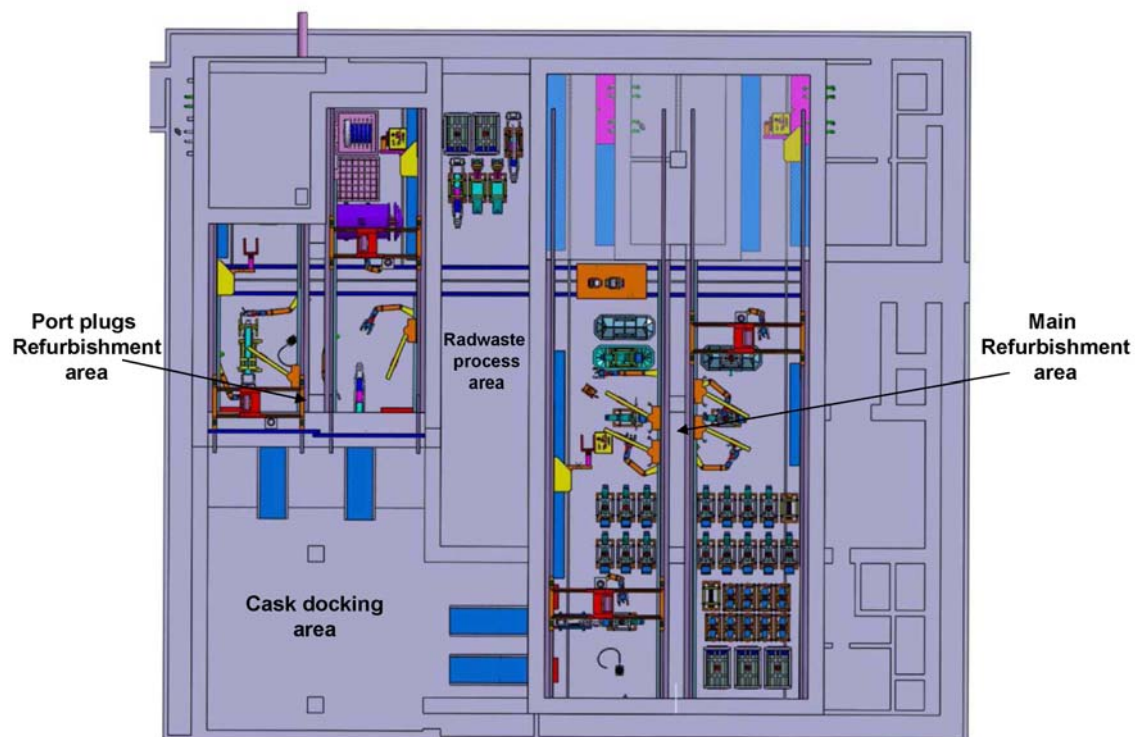 Port plugs
Refurbishment
area
Radwaste
process
area
Main
Refurbishment
area
Cask docking
area